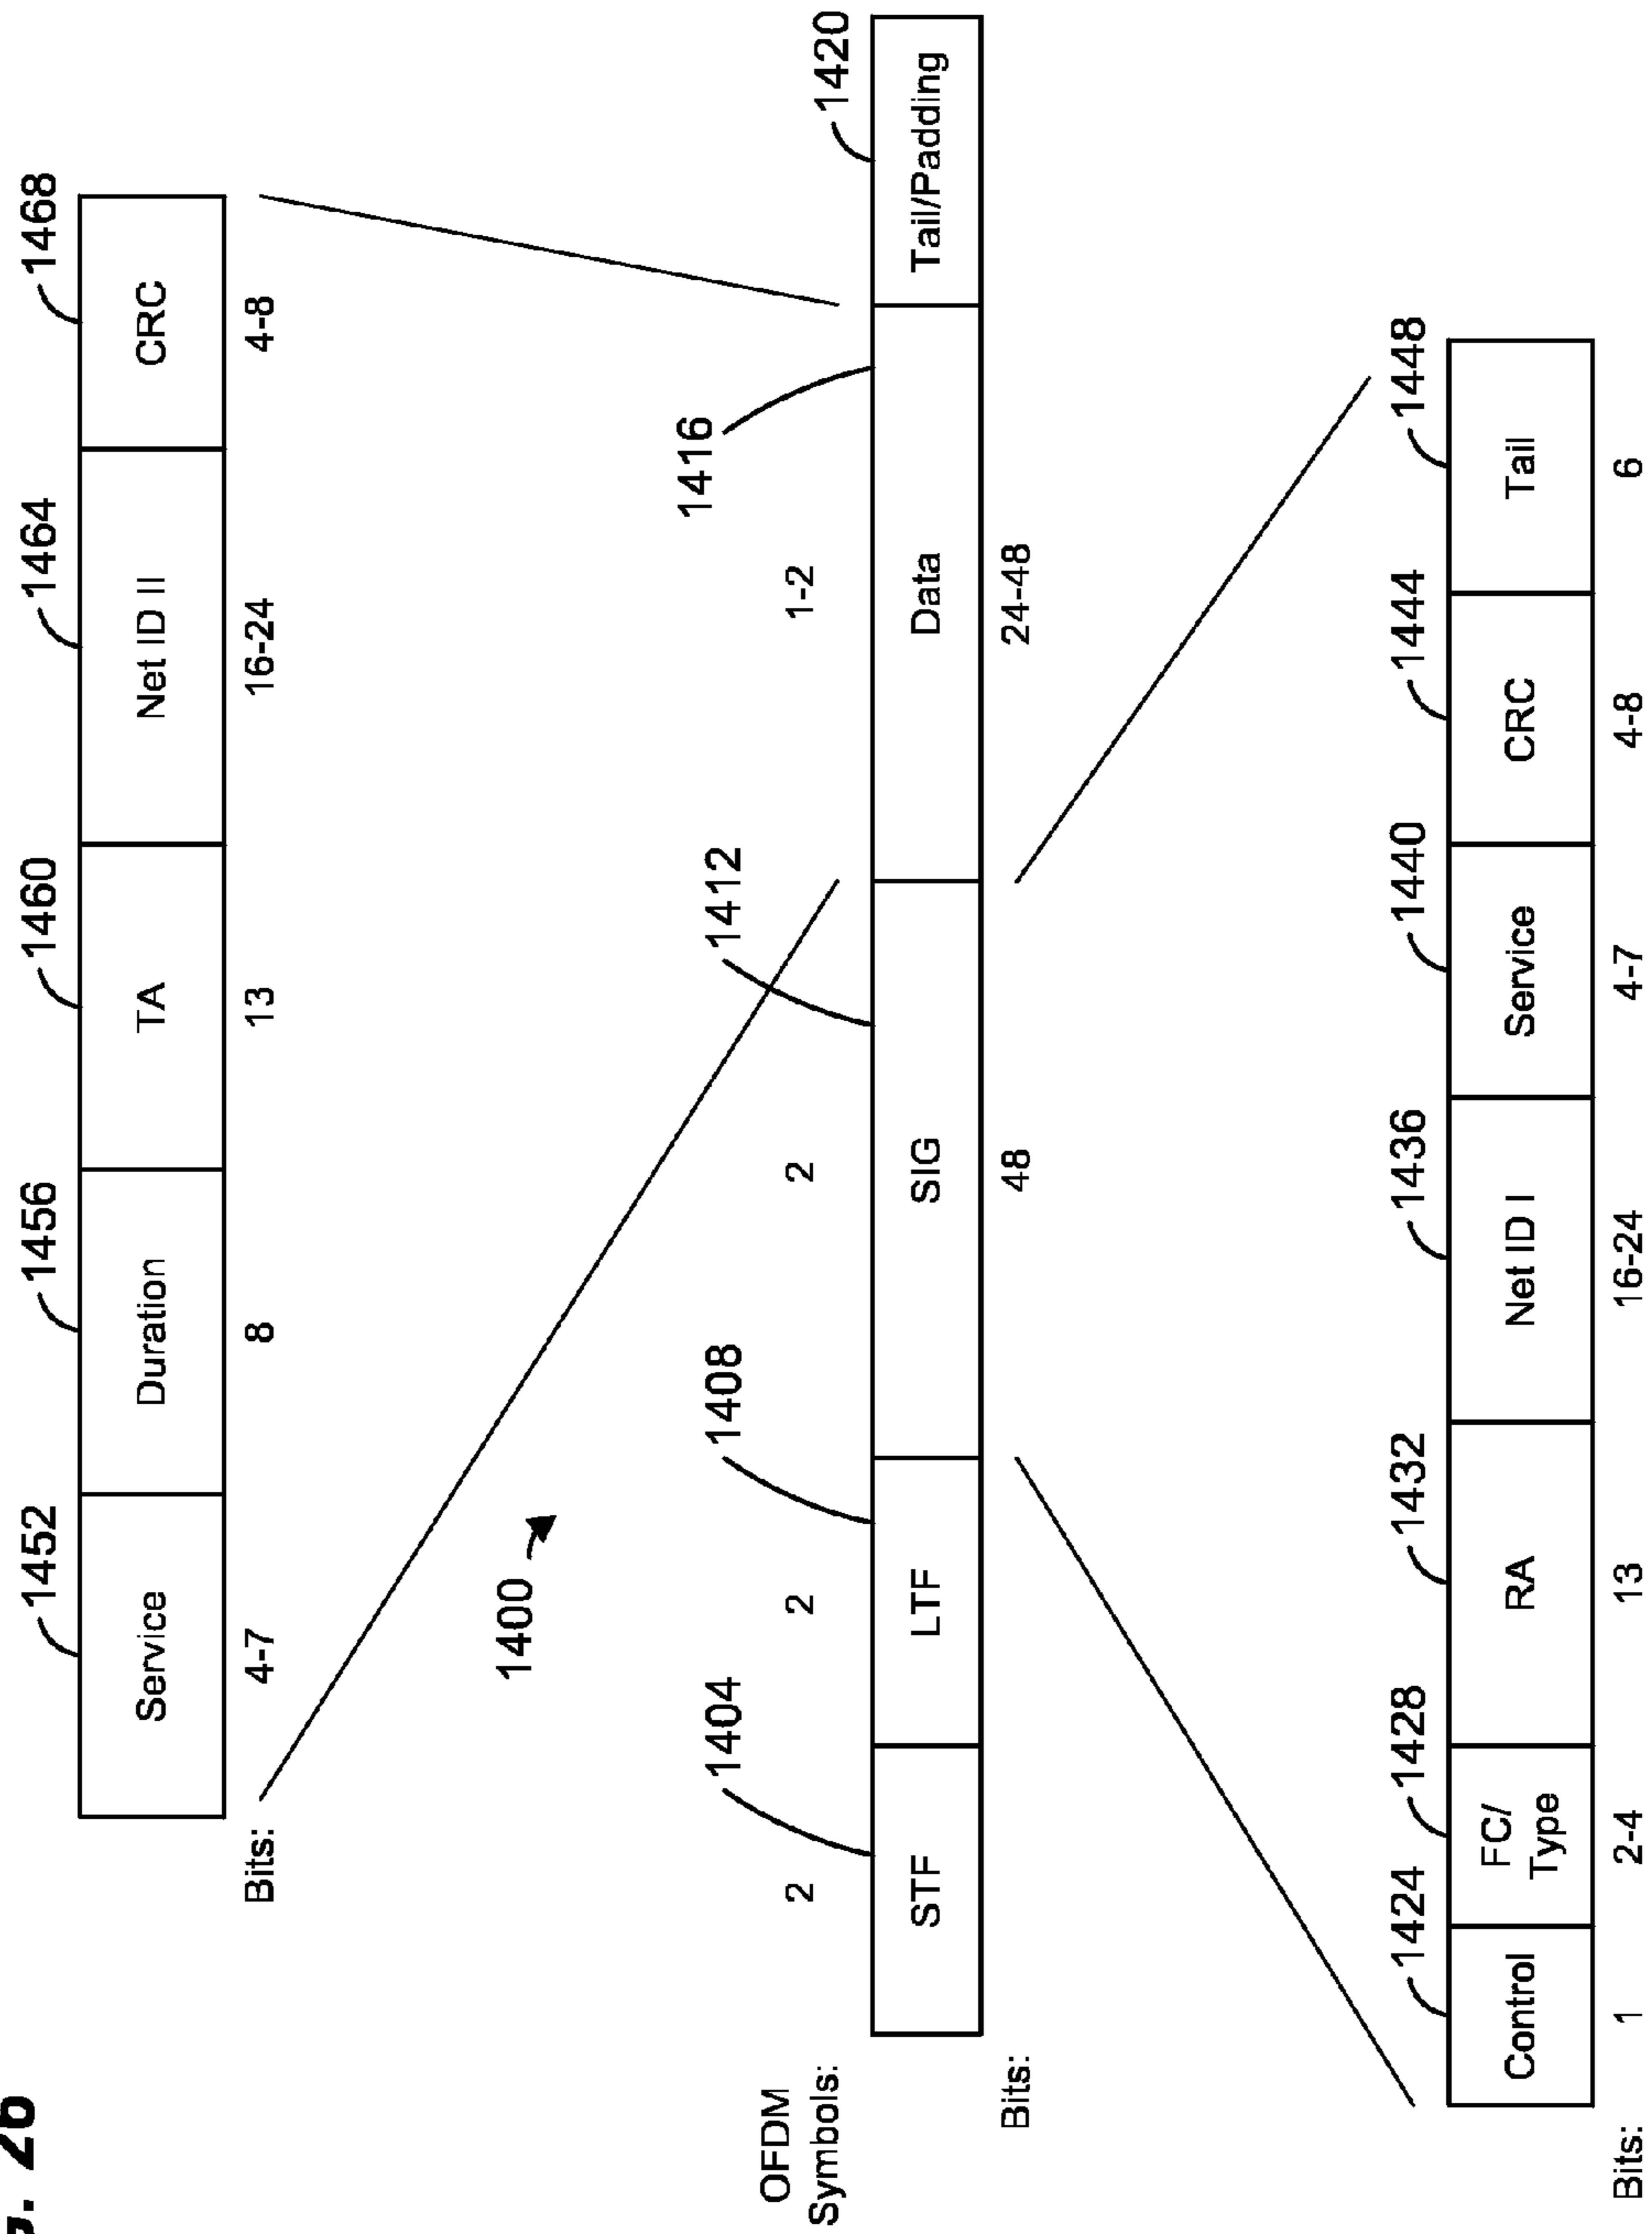 . 26
1452 1456 1460 1464 1468
Service Duration TA Net ID II CRC
Bits: 4-7 8 13 16-24 4-8
1400
1404 1408 1412 1416 1420
OFDM
Symbols: 2 2 2 1-2
STF LTF SIG Data Tail/Padding
Bits: 48 24-48
1424 1428 1432 1436 1440 1444 1448
Control FC/
Type RA Net ID I Service CRC Tail
Bits: 1 2-4 13 16-24 4-7 4-8 6